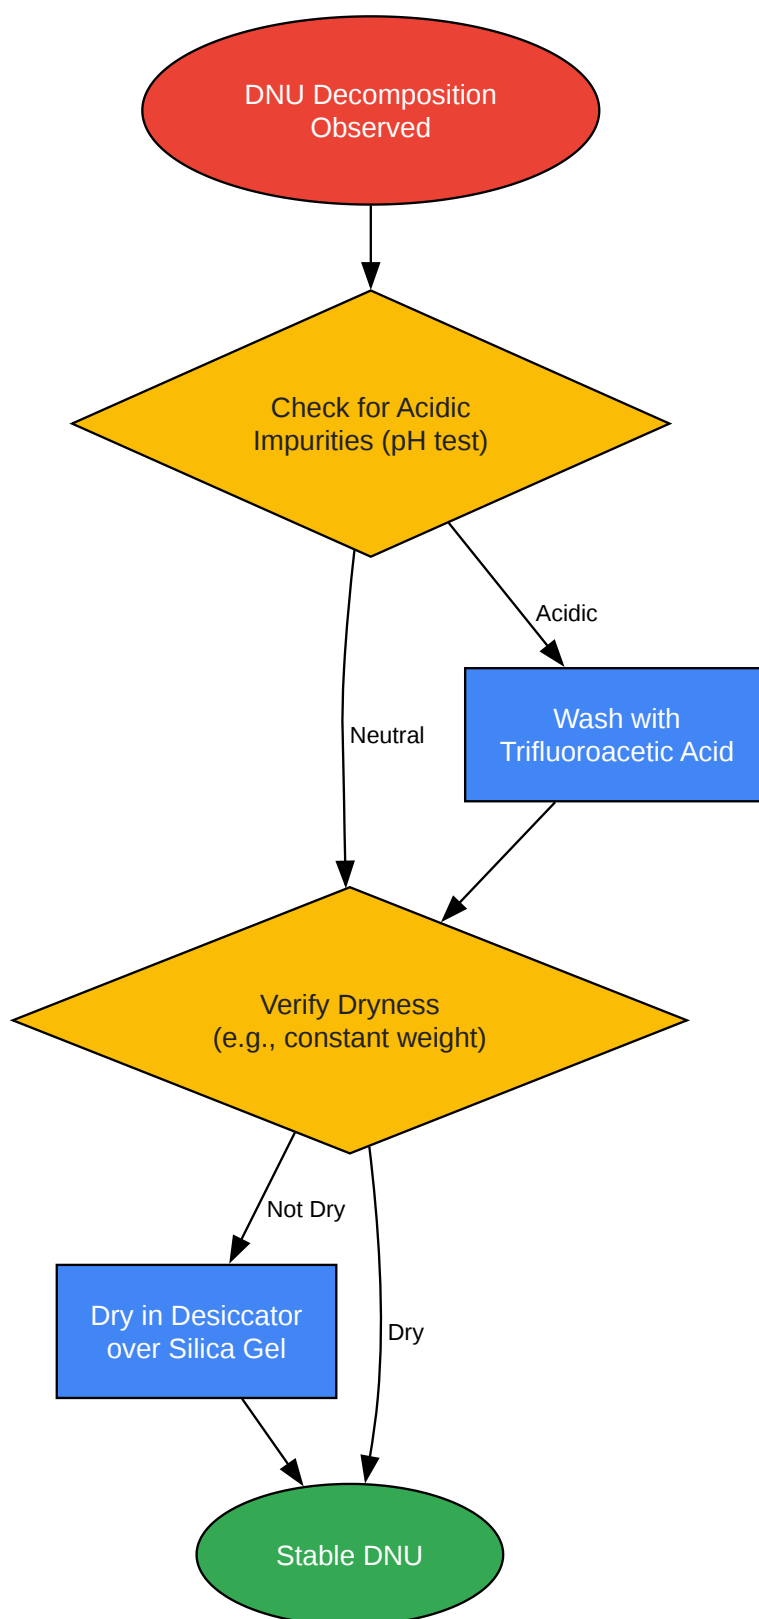 DNU Decomposition
Observed
Check for Acidic
Impurities (pH test)
Acidic
Wash with
Trifluoroacetic Acid
Neutral
Verify Dryness
(e.g., constant weight)
Not Dry
Dry in Desiccator
over Silica Gel
Dry
Stable DNU